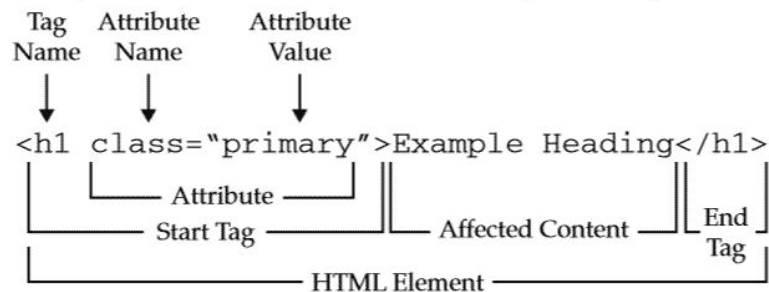 Tag Attribute Attribute
Name Name Value
<h1 class="primary">Example Heading</h1>
Attribute
Start Tag Affected Content End
Tag
HTML Element